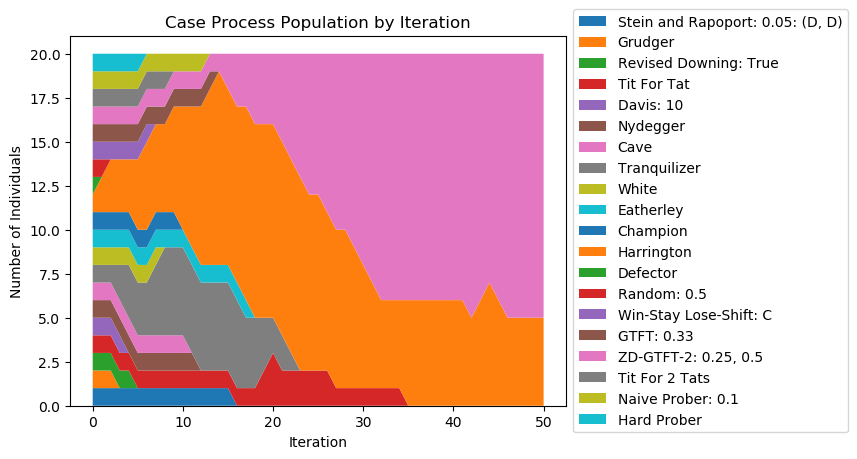 Case Process Population by Iteration
Number of Individuals
20.0
17.5
15.0
12.5
10.0
7.5
5.0
2.5
0.0
0 10 20 30 40 50
Iteration
Stein and Rapoport: 0.05: (D, D)
Grudger
Revised Downing: True
Tit For Tat
Davis: 10
Nydegger
Cave
Tranquilizer
White
Eatherley
Champion
Harrington
Defector
Random: 0.5
Win-Stay Lose-Shift: C
GTFT: 0.33
ZD-GTFT-2: 0.25, 0.5
Tit For 2 Tats
Naive Prober: 0.1
Hard Prober